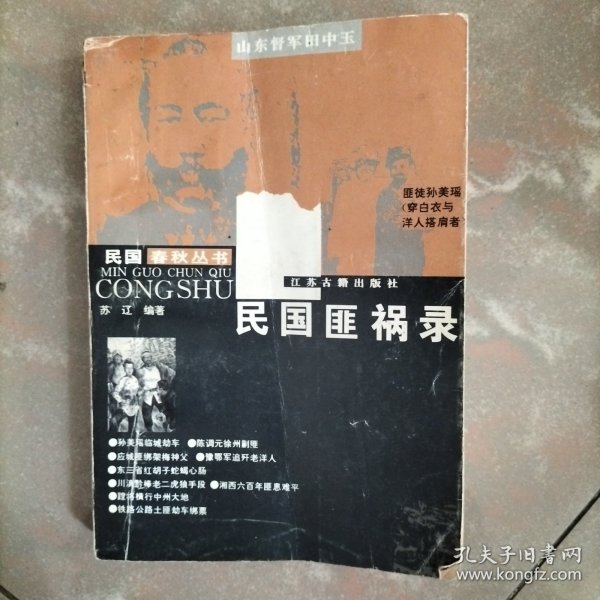 山东督军田中玉
匪徒孙美瑶
(穿白衣与
洋人搭肩者)
民国春秋丛书
MIN GUO CHUN QIU
CONGSHU
苏辽 编著
江苏古籍出版社
民国匪祸录
●孙美瑶临城劫车 ●陈调元徐州剿匪
●应城匪绑架梅神父 ●豫鄂军追歼老洋人
●东三省红胡子蛇蝎心肠
●川滇黔棒老二虎狼手段 ●湘西六百年匪患难平
●蹚将横行中州大地
●铁路公路土匪劫车绑票
孔夫子旧书网
www.kongfz.com